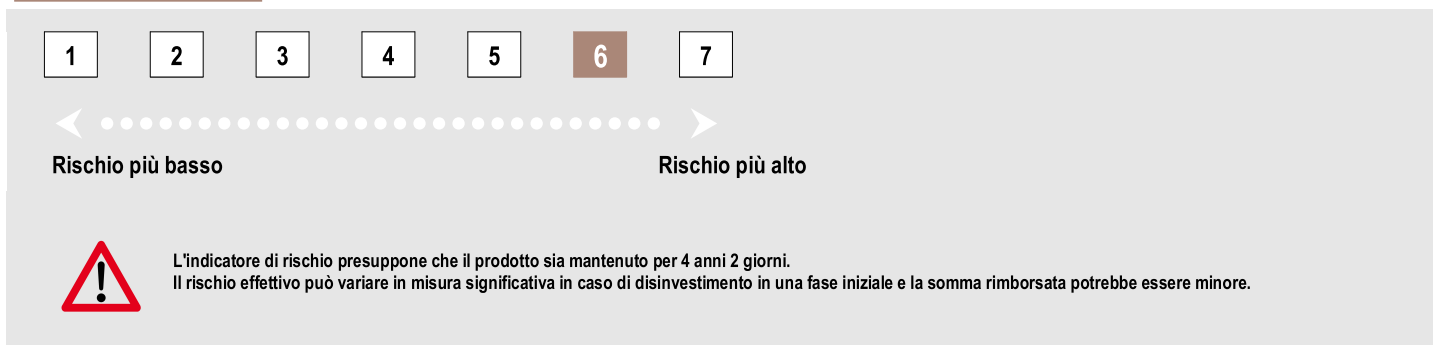 1 2 3 4 5 6 7
Rischio più basso Rischio più alto
L'indicatore di rischio presuppone che il prodotto sia mantenuto per 4 anni 2 giorni.
Il rischio effettivo può variare in misura significativa in caso di disinvestimento in una fase iniziale e la somma rimborsata potrebbe essere minore.